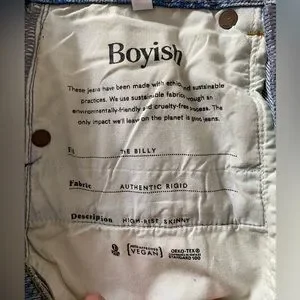 Boyish
These jeans have been made with ethical and sustainable
practices. We use sustainable fabrics through an
environmentally-friendly and cruelty-free process. The
only impact we'll leave on the planet is good jeans.
THE BILLY
Fabric AUTHENTIC RIGID
Description HIGH-RISE SKINNY
VEGAN
OEKO-TEX®
STANDARD 100